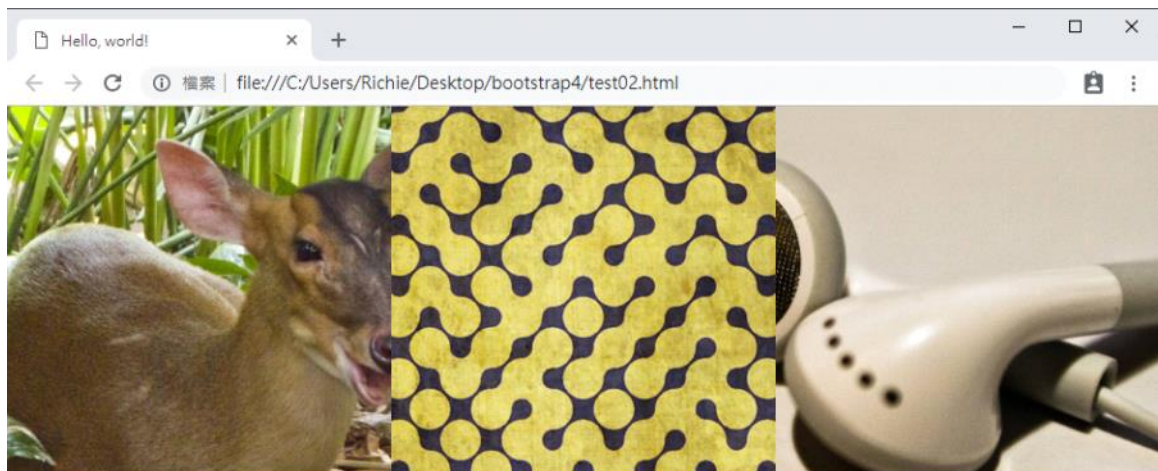 Hello, world!
檔案 file:///C:/Users/Richie/Desktop/bootstrap4/test02.html